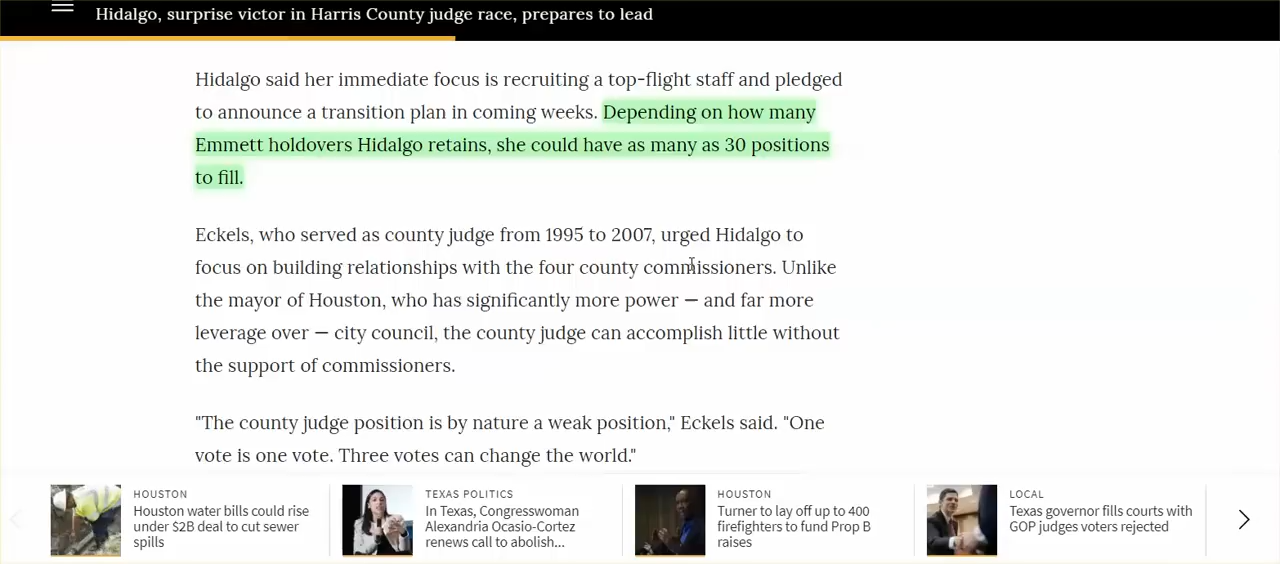 Hidalgo, surprise victor in Harris County judge race, prepares to lead
Hidalgo said her immediate focus is recruiting a top-flight staff and pledged
to announce a transition plan in coming weeks. Depending on how many
Emmett holdovers Hidalgo retains, she could have as many as 30 positions
to fill.
Eckels, who served as county judge from 1995 to 2007, urged Hidalgo to
focus on building relationships with the four county commissioners. Unlike
the mayor of Houston, who has significantly more power — and far more
leverage over — city council, the county judge can accomplish little without
the support of commissioners.
"The county judge position is by nature a weak position," Eckels said. "One
vote is one vote. Three votes can change the world."
HOUSTON
Houston water bills could rise
under $2B deal to cut sewer
spills
TEXAS POLITICS
In Texas, Congresswoman
Alexandria Ocasio-Cortez
renews call to abolish...
HOUSTON
Turner to lay off up to 400
firefighters to fund Prop B
raises
LOCAL
Texas governor fills courts with
GOP judges voters rejected